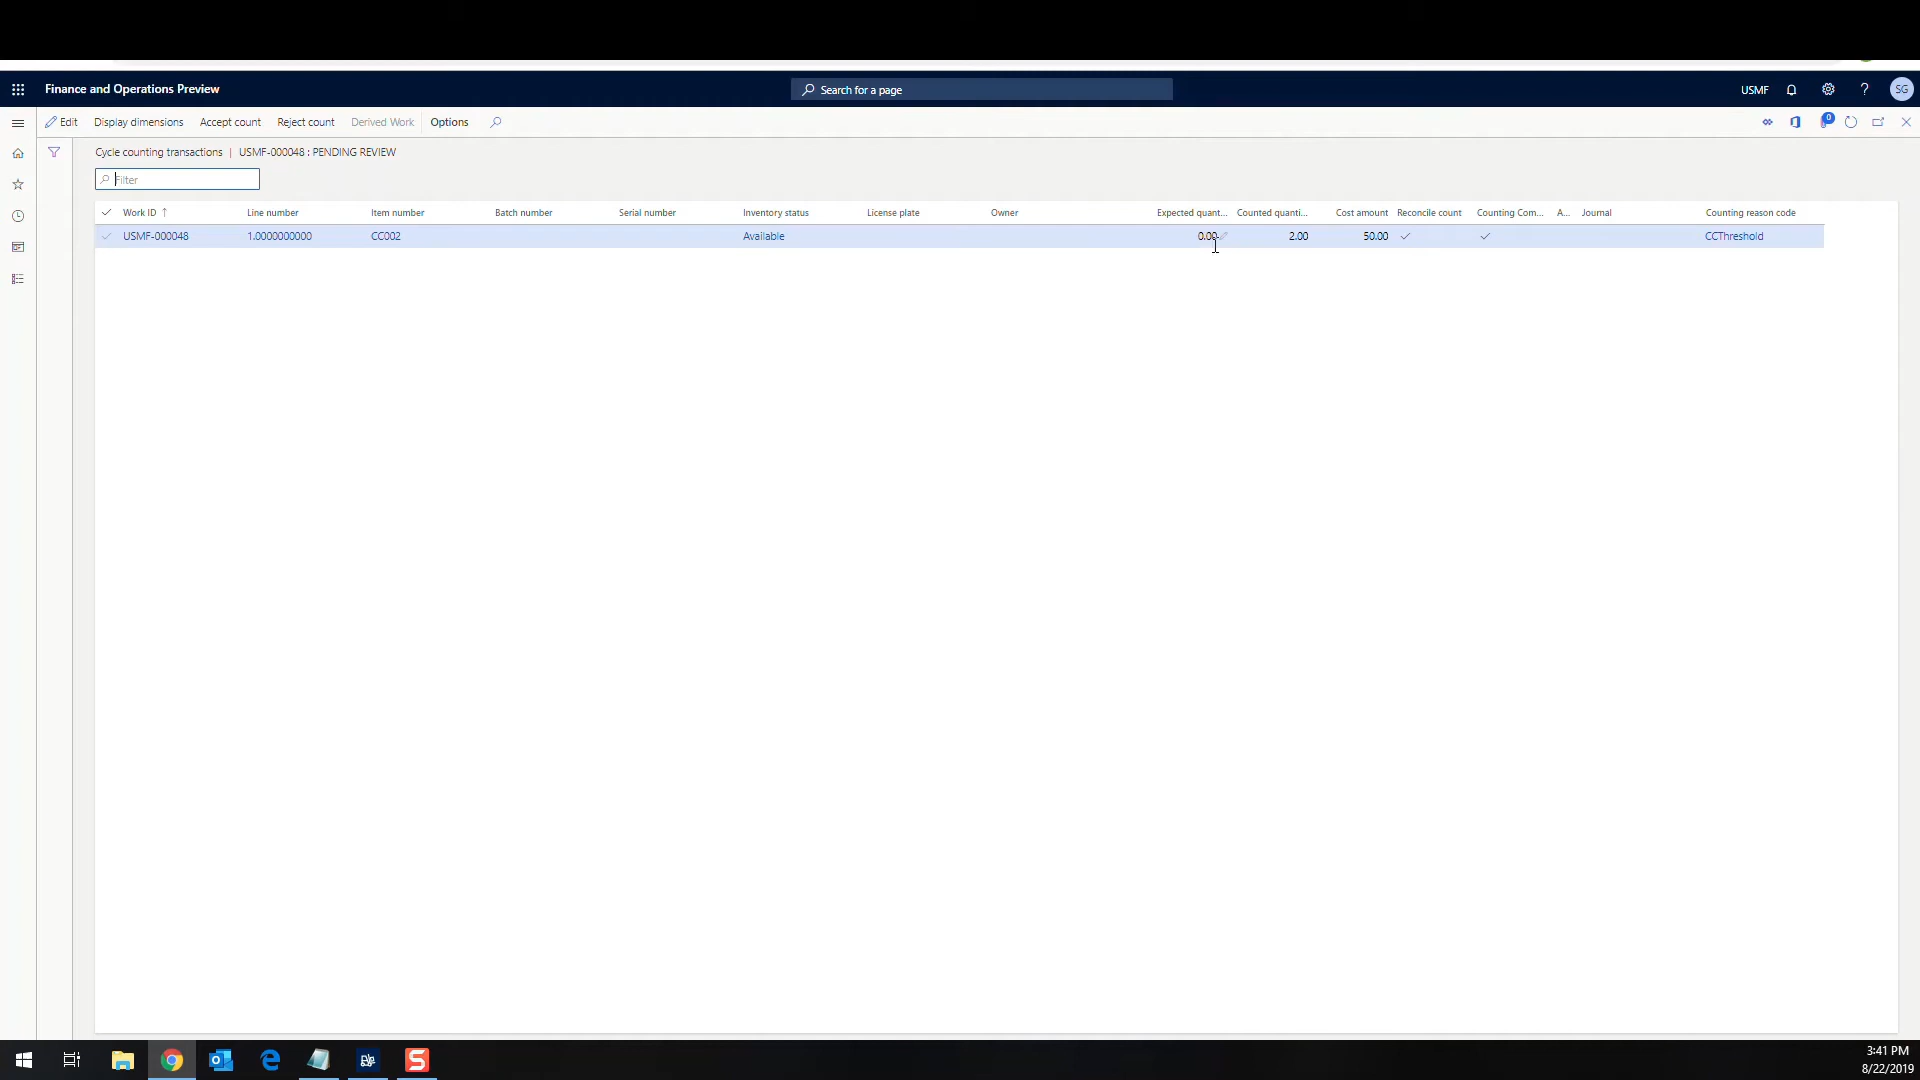 Finance and Operations Preview
Search for a page
USMF
?
SG
Edit Display dimensions Accept count Reject count Derived Work Options
0
Cycle counting transactions | USMF-000048 : PENDING REVIEW
Filter
Work ID ↑ Line number Item number Batch number Serial number Inventory status License plate Owner Expected quant... Counted quanti... Cost amount Reconcile count Counting Com... A... Journal Counting reason code
USMF-000048 1.0000000000 CC002 Available 0.00 2.00 50.00 CCThreshold
3:41 PM
8/22/2019